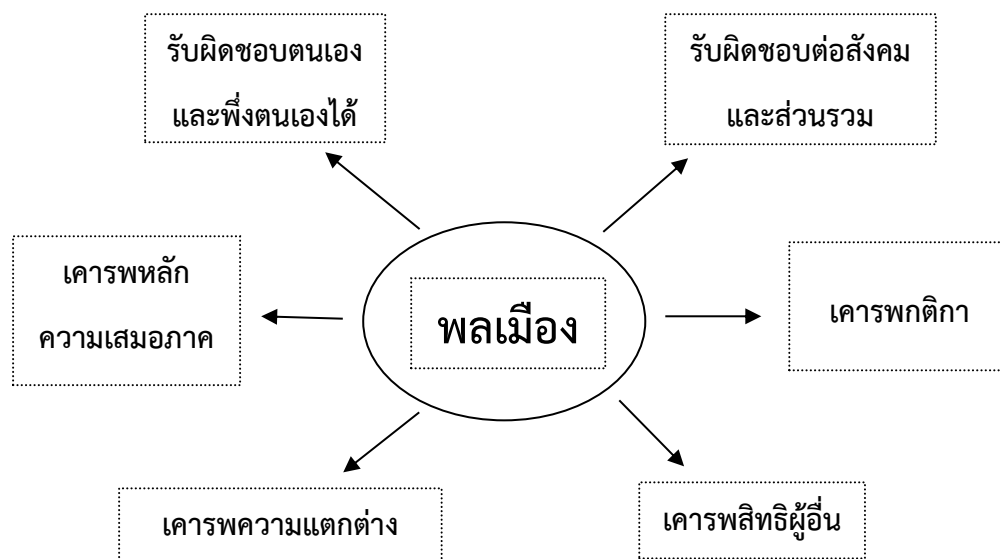 รับผิดชอบตนเอง
และพึ่งตนเองได้
รับผิดชอบต่อสังคม
และส่วนรวม
เคารพหลัก
ความเสมอภาค
พลเมือง
เคารพกติกา
เคารพความแตกต่าง
เคารพสิทธิผู้อื่น